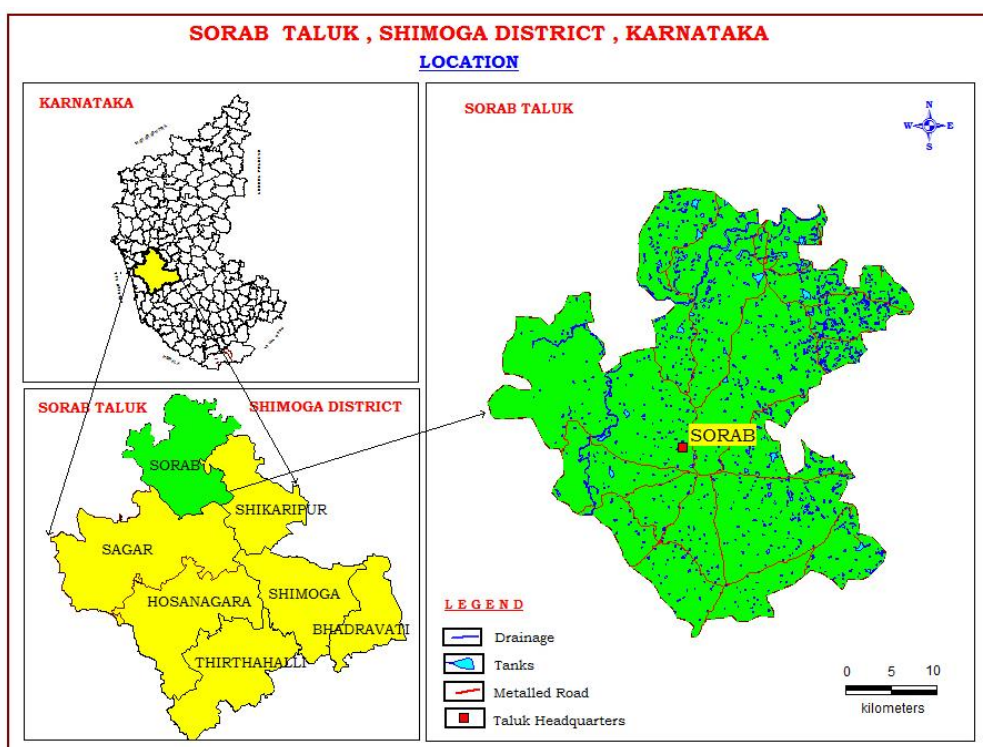 SORAB TALUK , SHIMOGA DISTRICT , KARNATAKA
LOCATION
KARNATAKA
SORAB TALUK
N
W E
S
SORAB TALUK
SHIMOGA DISTRICT
SORAB
SHIKARIPUR
SAGAR
HOSANAGARA
SHIMOGA
BHADRAVATI
THIRTHAHALLI
SORAB
LEGEND
Drainage
Tanks
Metalled Road
Taluk Headquarters
0 5 10
kilometers